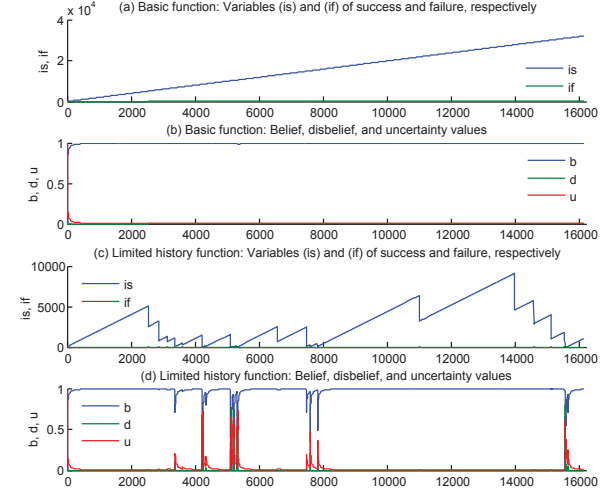 (a) Basic function: Variables (is) and (if) of success and failure, respectively
x 10⁴
4
2
0
is, if
is
if
0 2000 4000 6000 8000 10000 12000 14000 16000
(b) Basic function: Belief, disbelief, and uncertainty values
1
0.5
0
b, d, u
b
d
u
0 2000 4000 6000 8000 10000 12000 14000 16000
(c) Limited history function: Variables (is) and (if) of success and failure, respectively
10000
5000
0
is, if
is
if
0 2000 4000 6000 8000 10000 12000 14000 16000
(d) Limited history function: Belief, disbelief, and uncertainty values
1
0.5
0
b, d, u
b
d
u
0 2000 4000 6000 8000 10000 12000 14000 16000